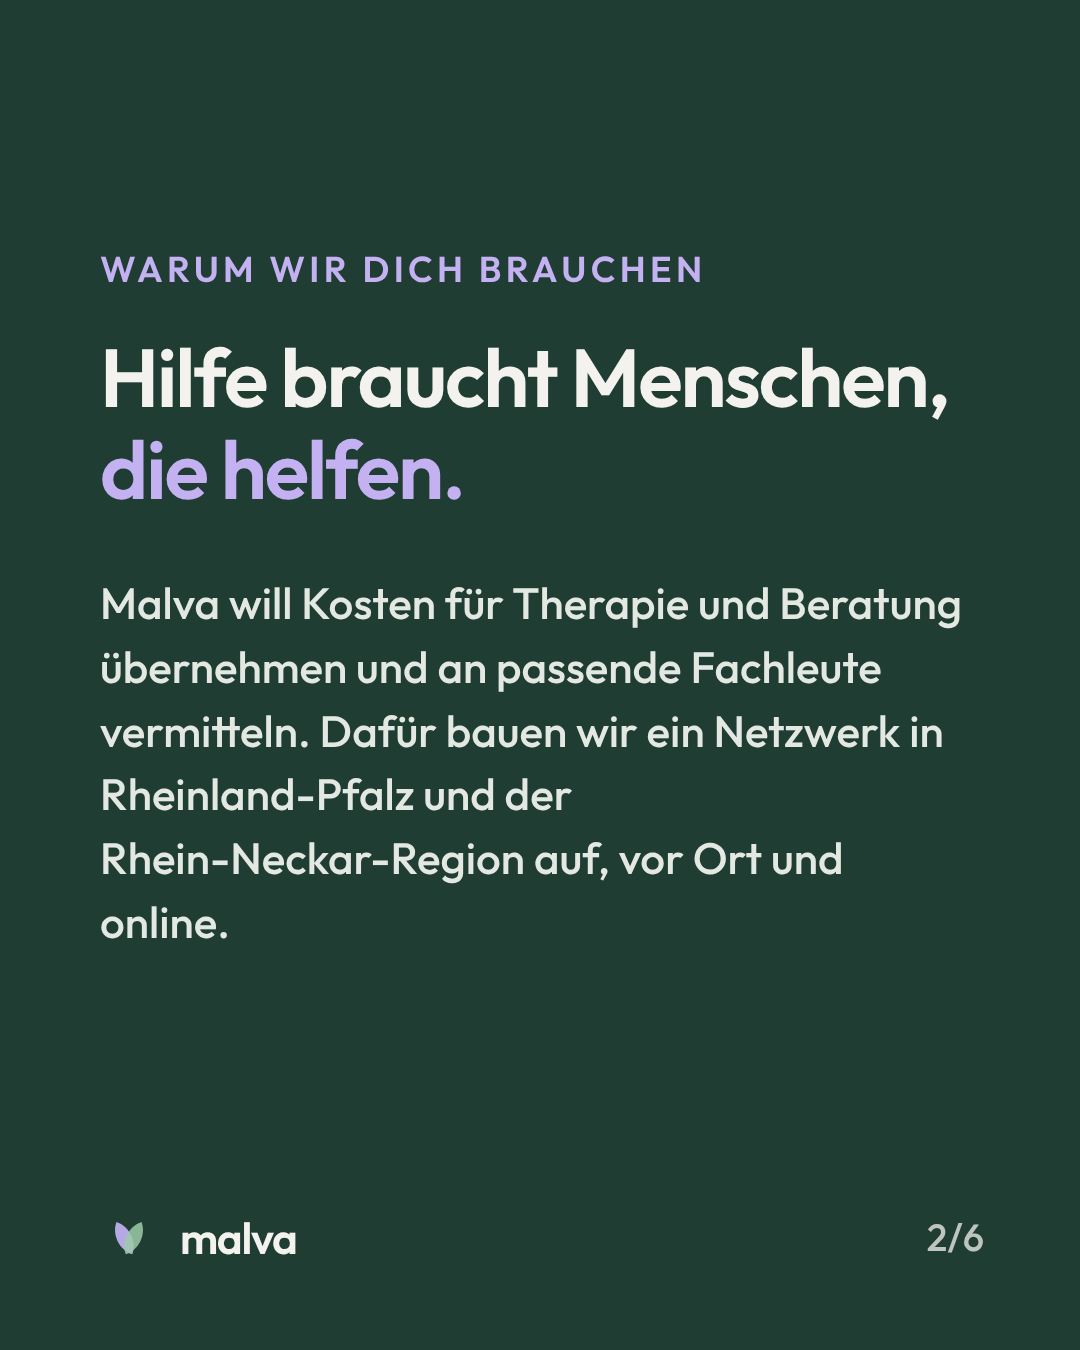 WARUM WIR DICH BRAUCHEN
Hilfe braucht Menschen,
die helfen.
Malva will Kosten für Therapie und Beratung
übernehmen und an passende Fachleute
vermitteln. Dafür bauen wir ein Netzwerk in
Rheinland-Pfalz und der
Rhein-Neckar-Region auf, vor Ort und
online.
malva
2/6